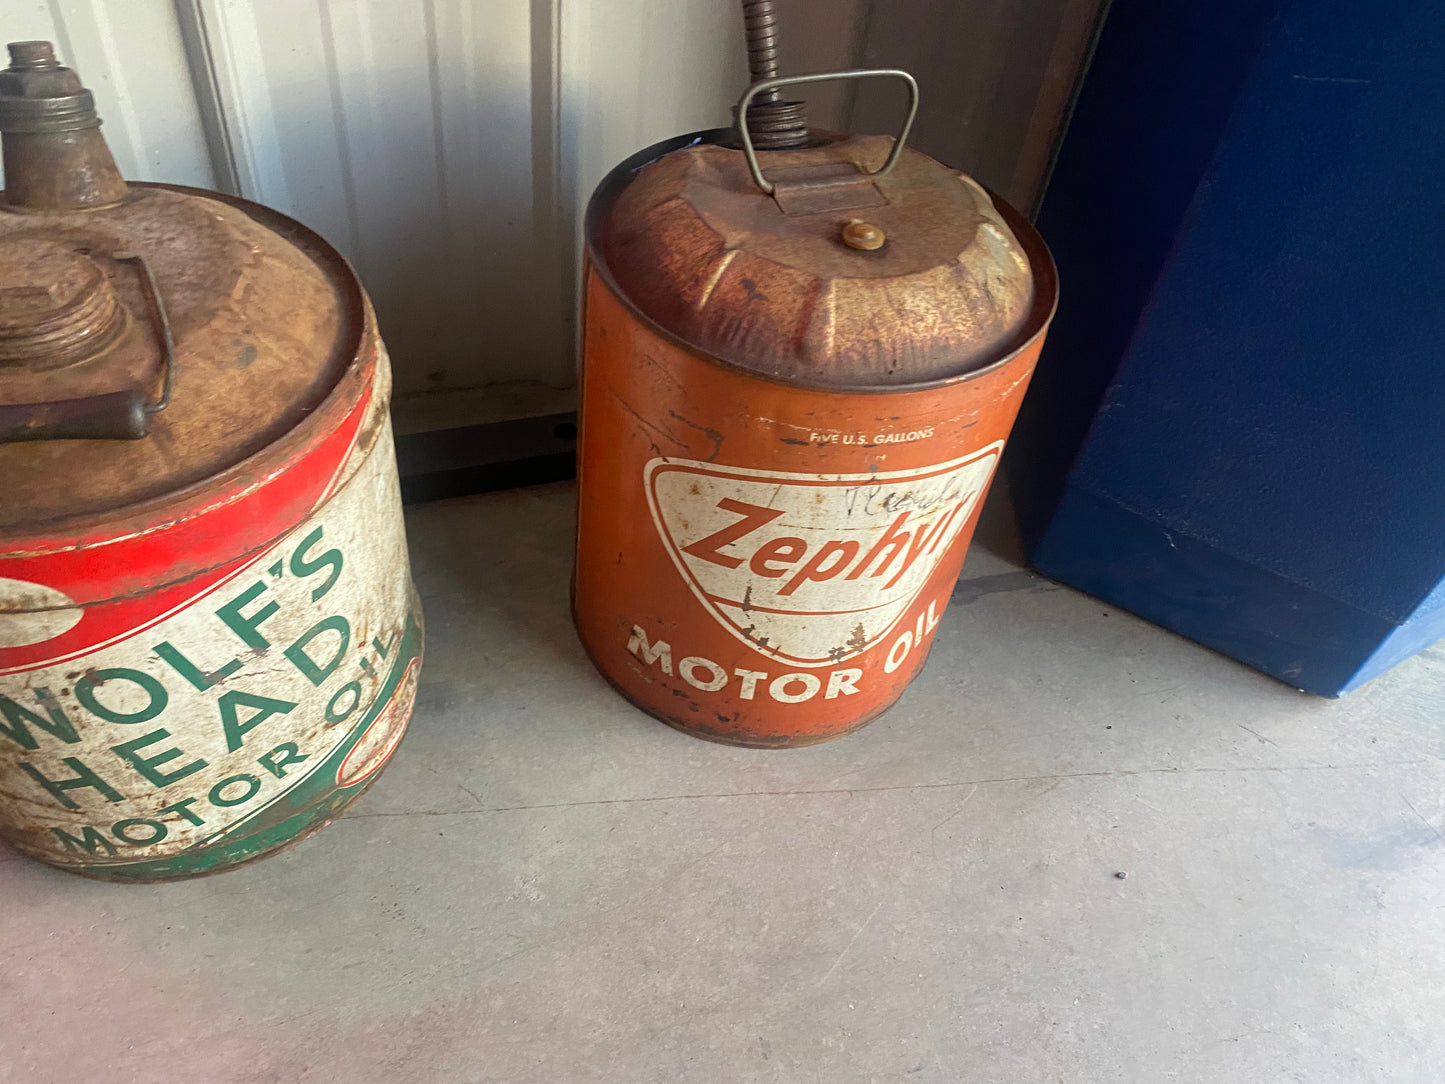 WOLF'S
HEAD
MOTOR OIL
FIVE U.S. GALLONS
Zephyr
MOTOR OIL